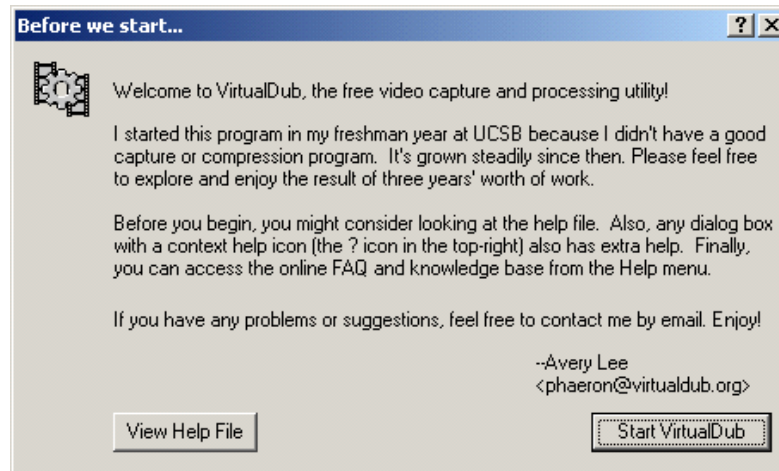 Before we start...
Welcome to VirtualDub, the free video capture and processing utility!
I started this program in my freshman year at UCSB because I didn't have a good
capture or compression program.  It's grown steadily since then. Please feel free
to explore and enjoy the result of three years' worth of work.
Before you begin, you might consider looking at the help file.  Also, any dialog box
with a context help icon (the ? icon in the top-right) also has extra help.  Finally,
you can access the online FAQ and knowledge base from the Help menu.
If you have any problems or suggestions, feel free to contact me by email. Enjoy!
--Avery Lee
<phaeron@virtualdub.org>
View Help File
Start VirtualDub